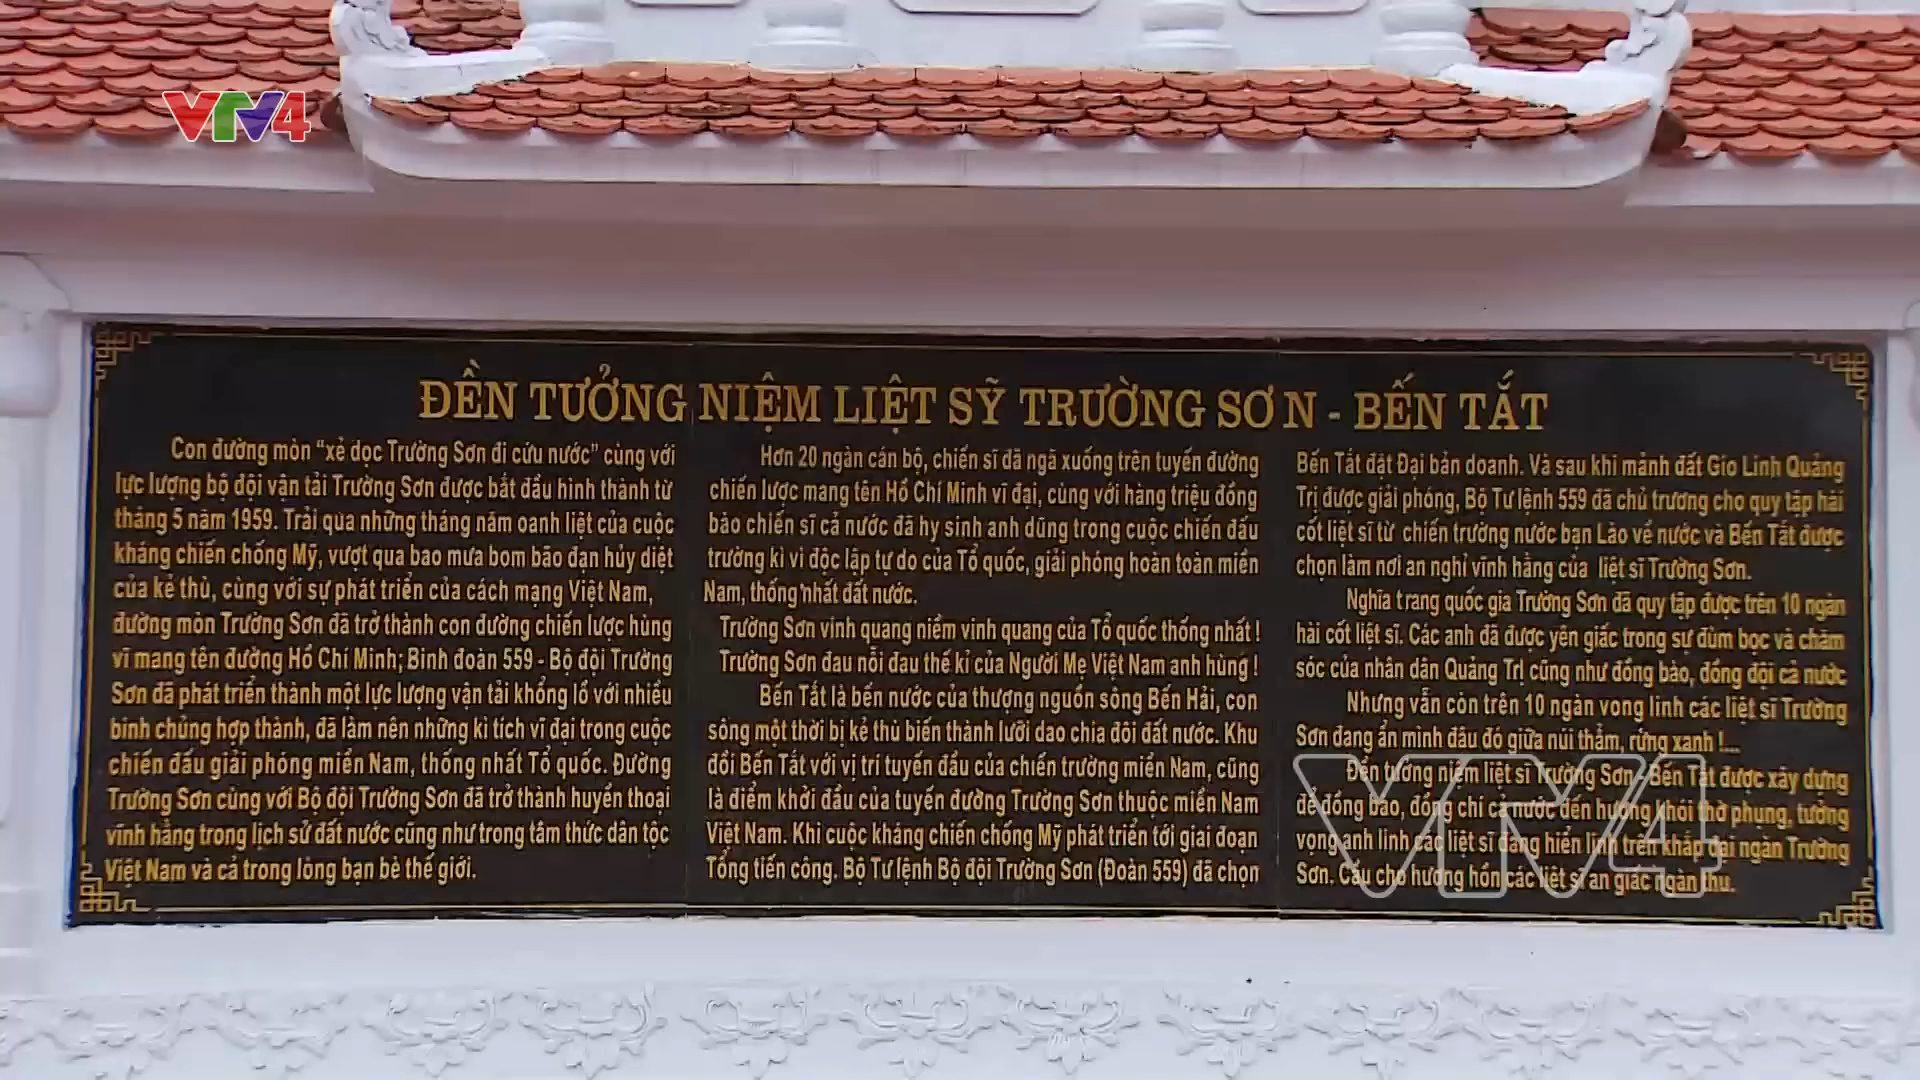 VTV4
ĐỀN TƯỞNG NIỆM LIỆT SỸ TRƯỜNG SƠN - BẾN TẮT
Con đường mòn “xẻ dọc Trường Sơn đi cứu nước” cùng với
lực lượng bộ đội vận tải Trường Sơn được bắt đầu hình thành từ
tháng 5 năm 1959. Trải qua những tháng năm oanh liệt của cuộc
kháng chiến chống Mỹ, vượt qua bao mưa bom bão đạn hủy diệt
của kẻ thù, cùng với sự phát triển của cách mạng Việt Nam,
đường mòn Trường Sơn đã trở thành con đường chiến lược hùng
vĩ mang tên đường Hồ Chí Minh; Binh đoàn 559 - Bộ đội Trường
Sơn đã phát triển thành một lực lượng vận tải khổng lồ với nhiều
binh chủng hợp thành, đã làm nên những kì tích vĩ đại trong cuộc
chiến đấu giải phóng miền Nam, thống nhất Tổ quốc. Đường
Trường Sơn cùng với Bộ đội Trường Sơn đã trở thành huyền thoại
vĩnh hằng trong lịch sử đất nước cũng như trong tâm thức dân tộc
Việt Nam và cả trong lòng bạn bè thế giới.
Hơn 20 ngàn cán bộ, chiến sĩ đã ngã xuống trên tuyến đường
chiến lược mang tên Hồ Chí Minh vĩ đại, cùng với hàng triệu đồng
bào chiến sĩ cả nước đã hy sinh anh dũng trong cuộc chiến đấu
trường kì vì độc lập tự do của Tổ quốc, giải phóng hoàn toàn miền
Nam, thống nhất đất nước.
Trường Sơn vinh quang niềm vinh quang của Tổ quốc thống nhất !
Trường Sơn đau nỗi đau thế kỉ của Người Mẹ Việt Nam anh hùng !
Bến Tắt là bến nước của thượng nguồn sông Bến Hải, con
sông một thời bị kẻ thù biến thành lưỡi dao chia đôi đất nước. Khu
đồi Bến Tắt với vị trí tuyến đầu của chiến trường miền Nam, cũng
là điểm khởi đầu của tuyến đường Trường Sơn thuộc miền Nam
Việt Nam. Khi cuộc kháng chiến chống Mỹ phát triển tới giai đoạn
Tổng tiến công. Bộ Tư lệnh Bộ đội Trường Sơn (Đoàn 559) đã chọn
Bến Tắt đặt Đại bản doanh. Và sau khi mảnh đất Gio Linh Quảng
Trị được giải phóng, Bộ Tư lệnh 559 đã chủ trương cho quy tập hài
cốt liệt sĩ từ chiến trường nước bạn Lào về nước và Bến Tắt được
chọn làm nơi an nghỉ vĩnh hằng của liệt sĩ Trường Sơn.
Nghĩa trang quốc gia Trường Sơn đã quy tập được trên 10 ngàn
hài cốt liệt sĩ. Các anh đã được yên giấc trong sự đùm bọc và chăm
sóc của nhân dân Quảng Trị cũng như đồng bào, đồng đội cả nước
Nhưng vẫn còn trên 10 ngàn vong linh các liệt sĩ Trường
Sơn đang ẩn mình đâu đó giữa núi thẳm, rừng xanh !...
Đền tưởng niệm liệt sĩ Trường Sơn - Bến Tắt được xây dựng
để đồng bào, đồng chí cả nước đến hương khói thờ phụng, tưởng
vọng anh linh các liệt sĩ đang hiển linh trên khắp đại ngàn Trường
Sơn. Cầu cho hương hồn các liệt sĩ an giấc ngàn thu.
VTV4